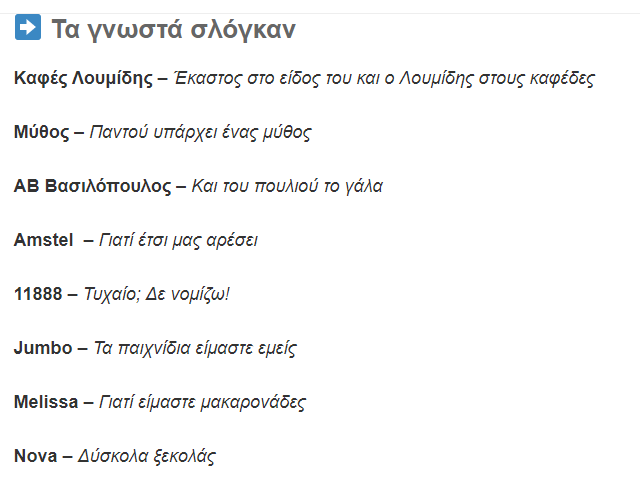 ➡ Τα γνωστά σλόγκαν
Καφές Λουμίδης – Έκαστος στο είδος του και ο Λουμίδης στους καφέδες
Μύθος – Παντού υπάρχει ένας μύθος
ΑΒ Βασιλόπουλος – Και του πουλιού το γάλα
Amstel – Γιατί έτσι μας αρέσει
11888 – Τυχαίο; Δε νομίζω!
Jumbo – Τα παιχνίδια είμαστε εμείς
Melissa – Γιατί είμαστε μακαρονάδες
Nova – Δύσκολα ξεκολάς